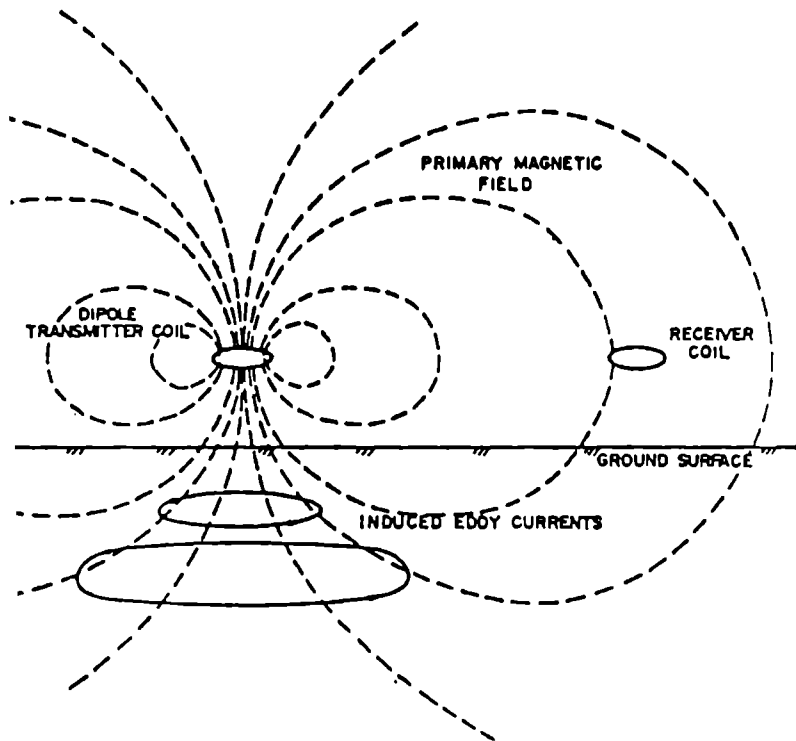 PRIMARY MAGNETIC
FIELD
DIPOLE
TRANSMITTER COIL
RECEIVER
COIL
GROUND SURFACE
INDUCED EDDY CURRENTS